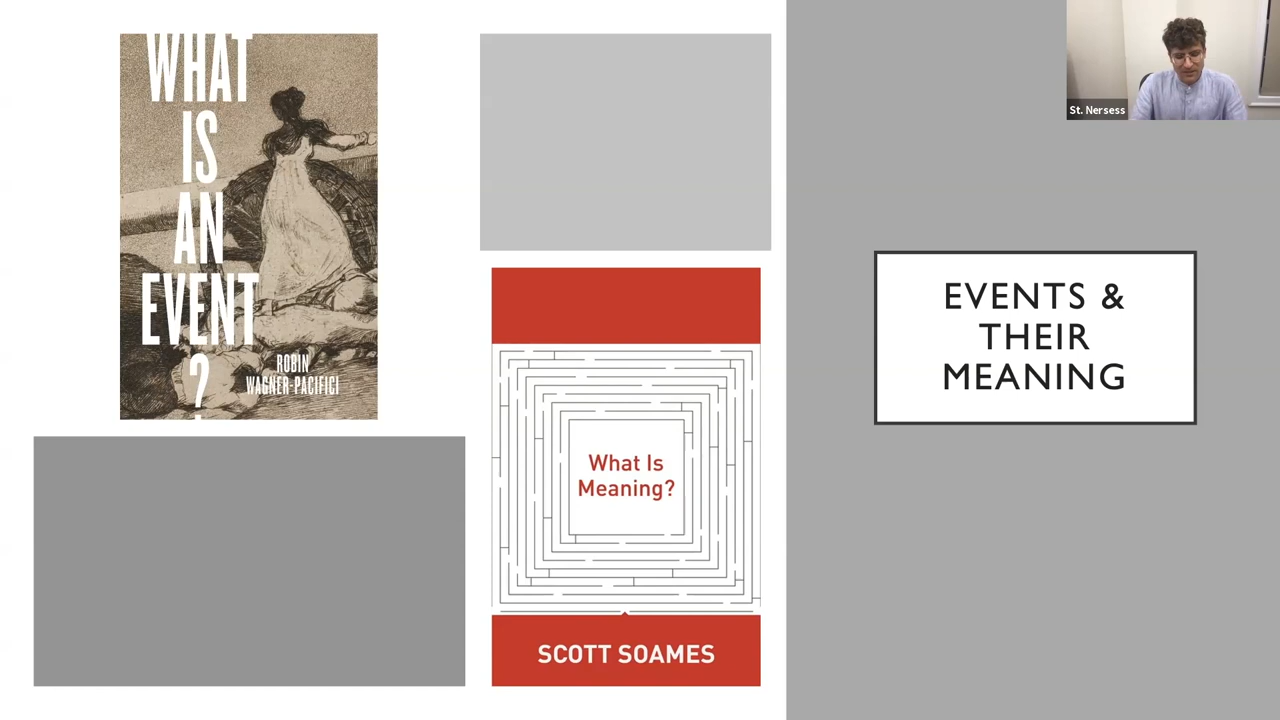 WHAT
IS
AN
EVENT
?
ROBIN
WAGNER-PACIFICI
What Is
Meaning?
SCOTT SOAMES
EVENTS &
THEIR
MEANING
St. Nersess